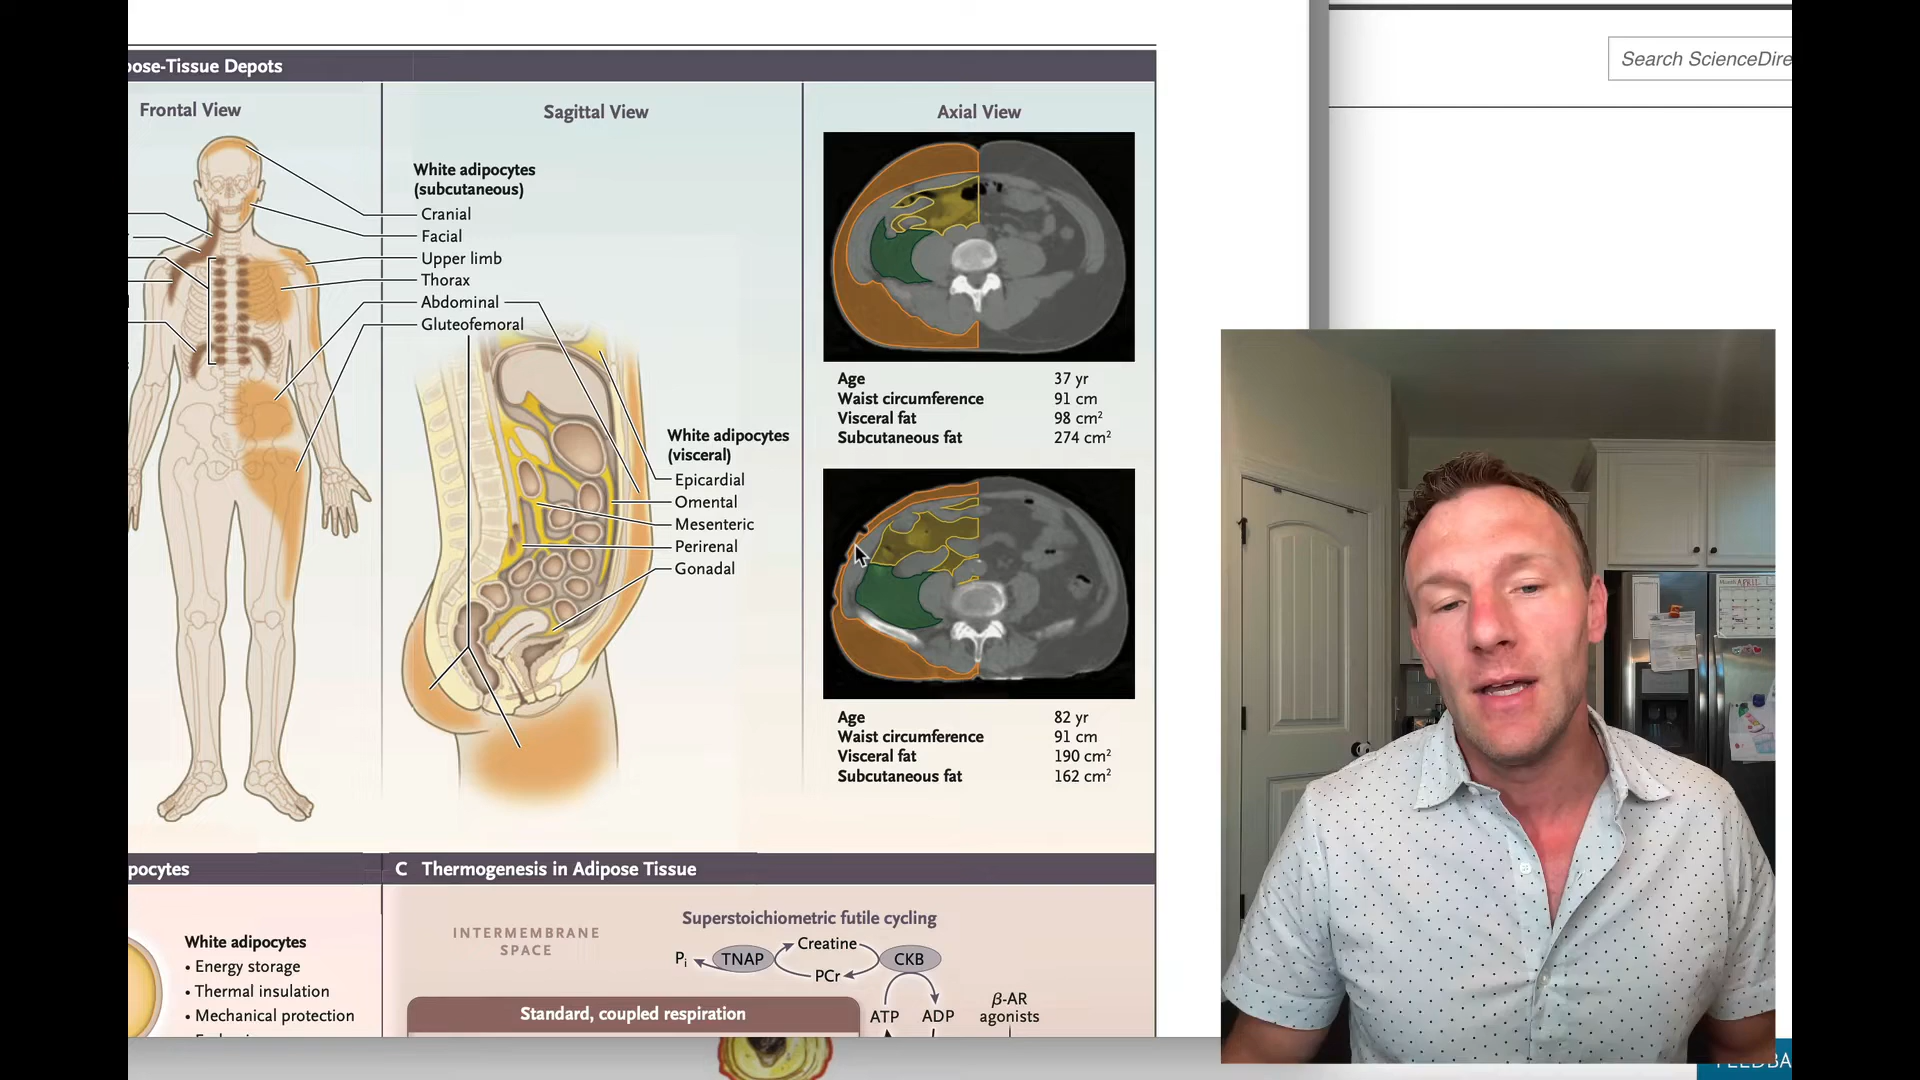 Search ScienceDire
pose-Tissue Depots
Frontal View
Sagittal View
Axial View
White adipocytes
(subcutaneous)
Cranial
Facial
Upper limb
Thorax
Abdominal
Gluteofemoral
White adipocytes
(visceral)
Epicardial
Omental
Mesenteric
Perirenal
Gonadal
Age 37 yr
Waist circumference 91 cm
Visceral fat 98 cm²
Subcutaneous fat 274 cm²
Age 82 yr
Waist circumference 91 cm
Visceral fat 190 cm²
Subcutaneous fat 162 cm²
APRIL
pocytes
C Thermogenesis in Adipose Tissue
White adipocytes
• Energy storage
• Thermal insulation
• Mechanical protection
INTERMEMBRANE
SPACE
Superstoichiometric futile cycling
Pi
TNAP
Creatine
PCr
CKB
ATP
ADP
β-AR
agonists
Standard, coupled respiration
FEEDBA